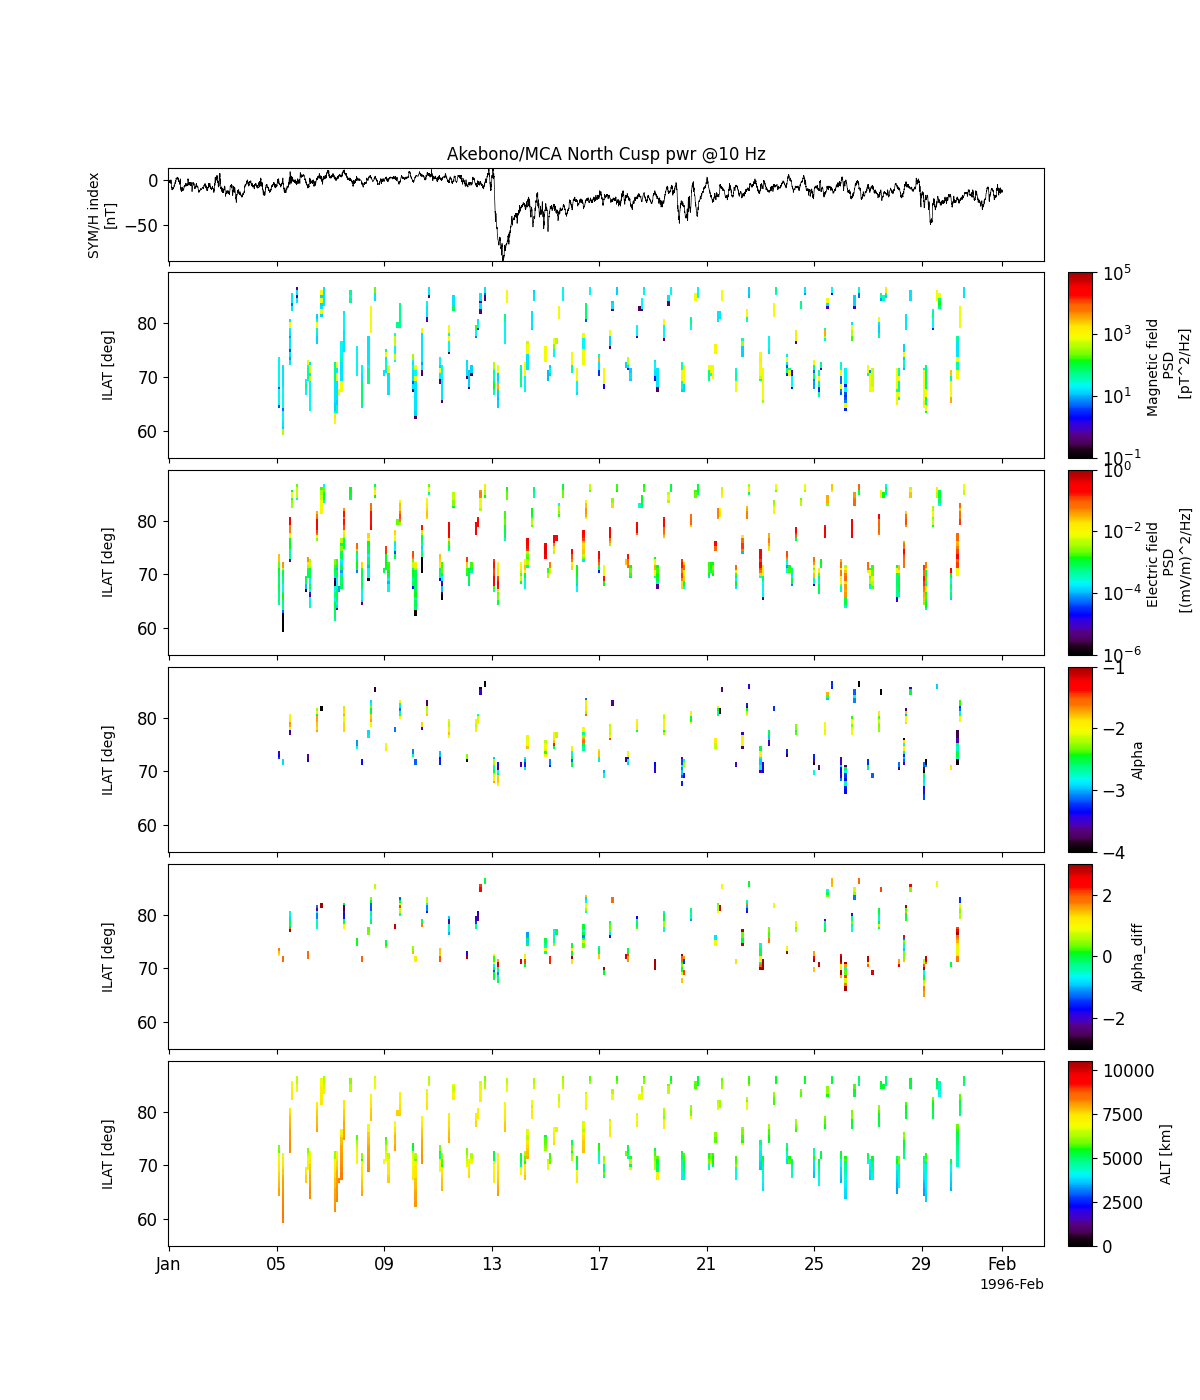 Akebono/MCA North Cusp pwr @10 Hz
SYM/H index
[nT]
0
−50
ILAT [deg]
80
70
60
10^5
10^3
10^1
10^-1
Magnetic field
PSD
[pT^2/Hz]
ILAT [deg]
80
70
60
10^0
10^-2
10^-4
10^-6
Electric field
PSD
[(mV/m)^2/Hz]
ILAT [deg]
80
70
60
−1
−2
−3
−4
Alpha
ILAT [deg]
80
70
60
2
0
−2
Alpha_diff
ILAT [deg]
80
70
60
10000
7500
5000
2500
0
ALT [km]
Jan 05 09 13 17 21 25 29 Feb
1996-Feb